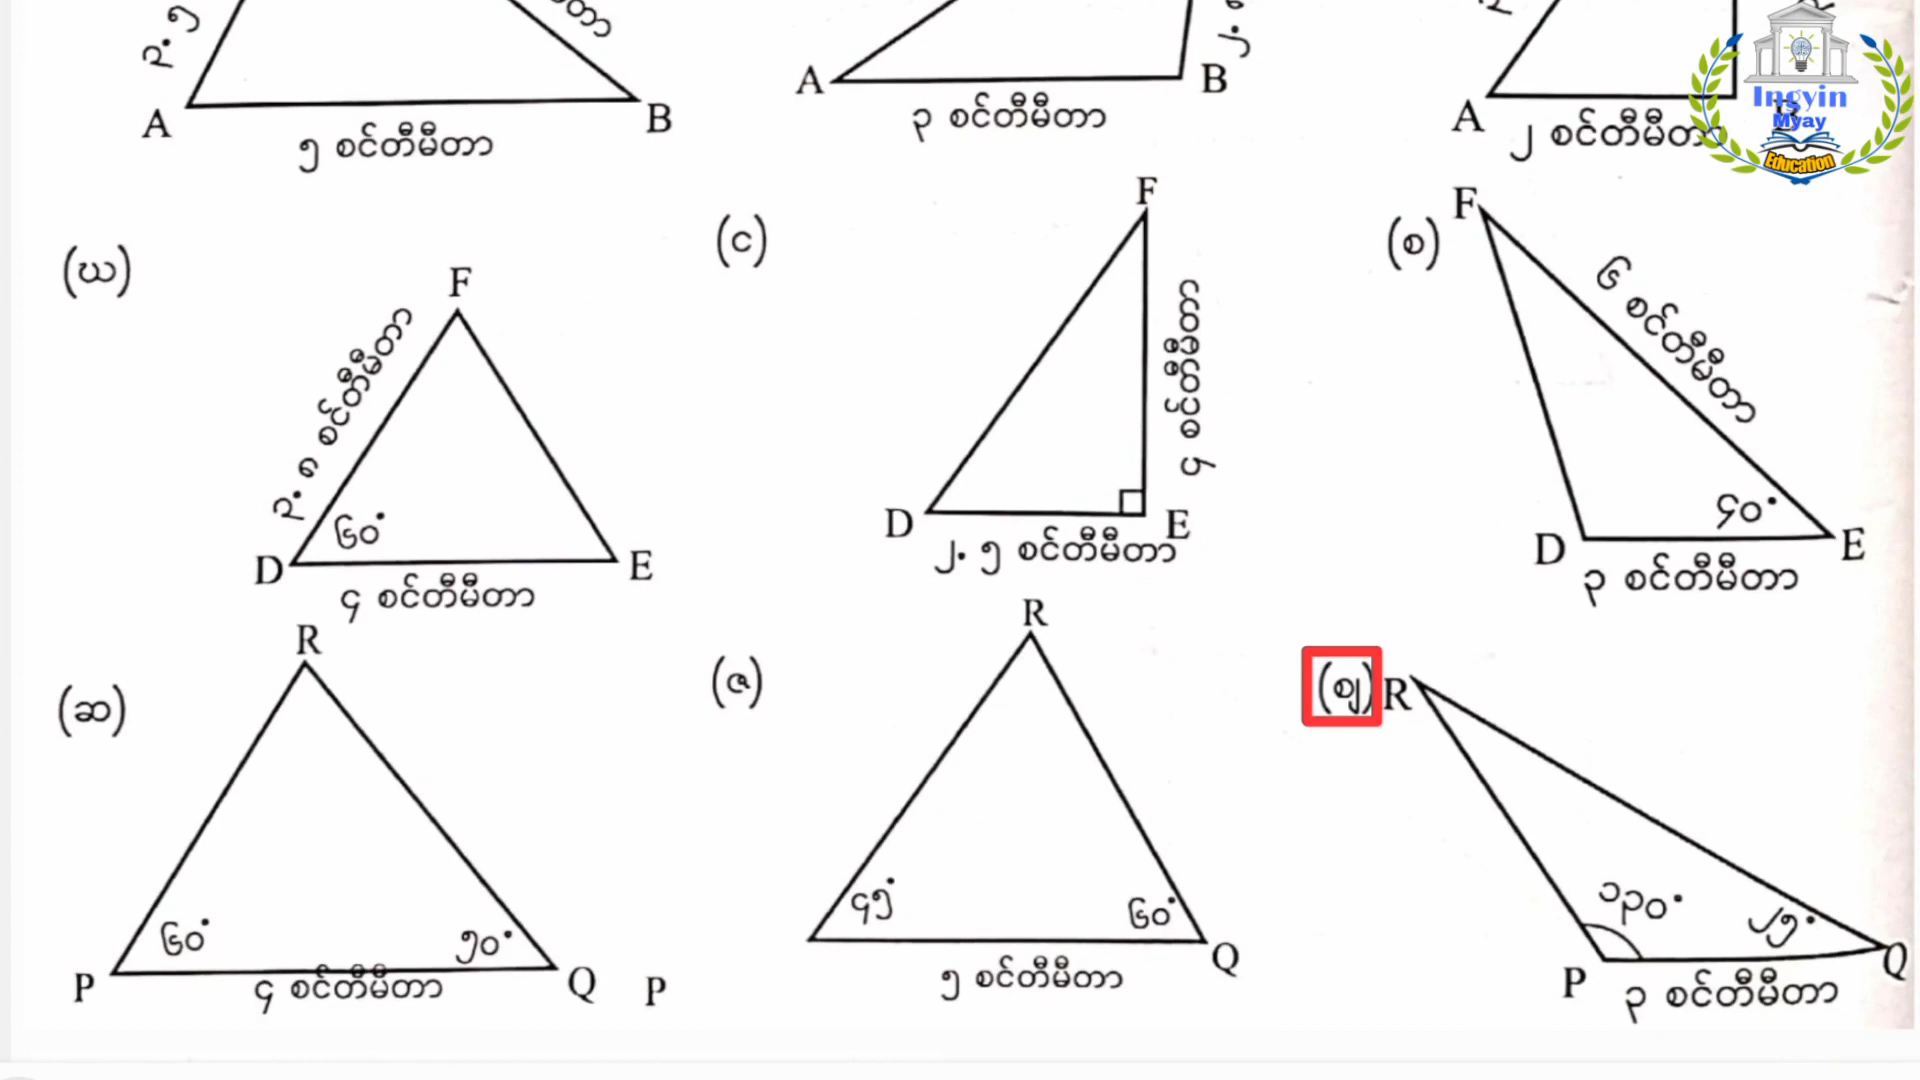 ၃.၅
A
B
၅ စင်တီမီတာ
A
B
၃ စင်တီမီတာ
A
B
၂ စင်တီမီတာ
Ingyin
Myay
Education
(ဃ)
F
၃.၈ စင်တီမီတာ
၆၀°
D
E
၄ စင်တီမီတာ
(င)
F
၄ စင်တီမီတာ
D
E
၂.၅ စင်တီမီတာ
(စ)
F
၆ စင်တီမီတာ
၄၀°
D
E
၃ စင်တီမီတာ
(ဆ)
R
၆၀°
၅၀°
P
Q
၄ စင်တီမီတာ
(ဇ)
R
၄၅°
၆၀°
P
Q
၅ စင်တီမီတာ
(ဈ)
R
၁၃၀°
၂၅°
P
Q
၃ စင်တီမီတာ